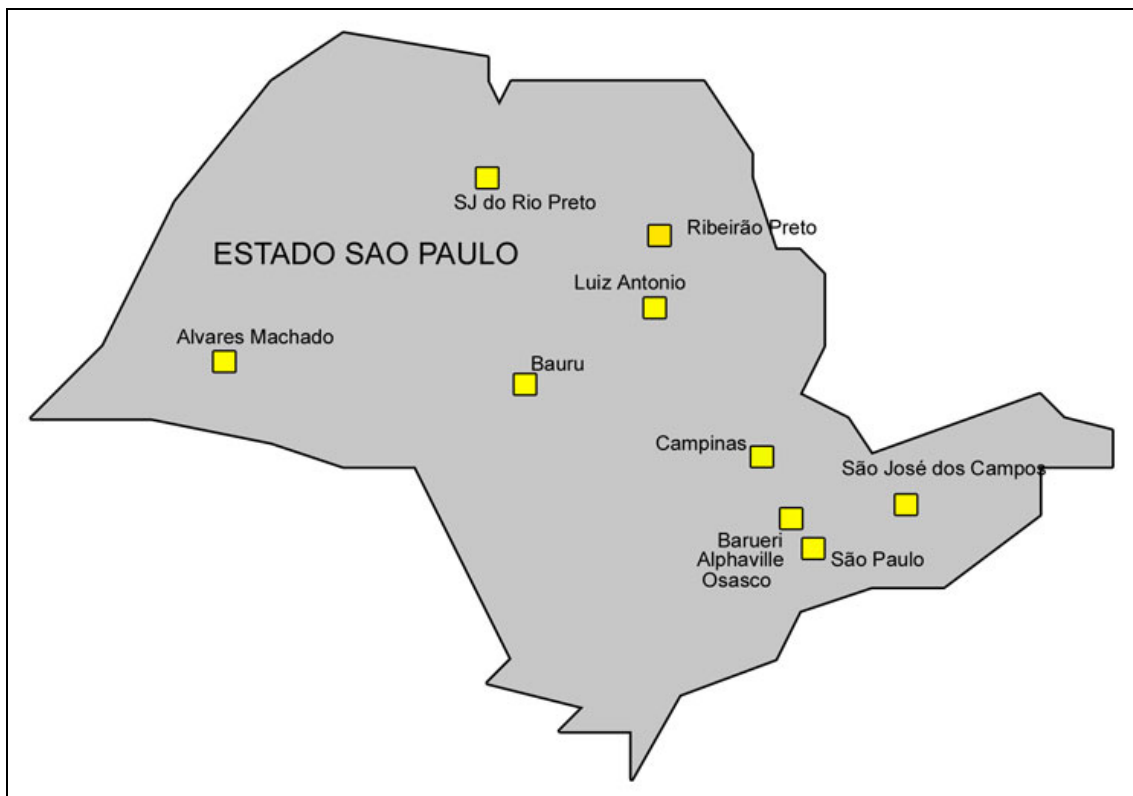 SJ do Rio Preto
Ribeirão Preto
ESTADO SAO PAULO
Luiz Antonio
Alvares Machado
Bauru
Campinas
São José dos Campos
Barueri
Alphaville
Osasco
São Paulo